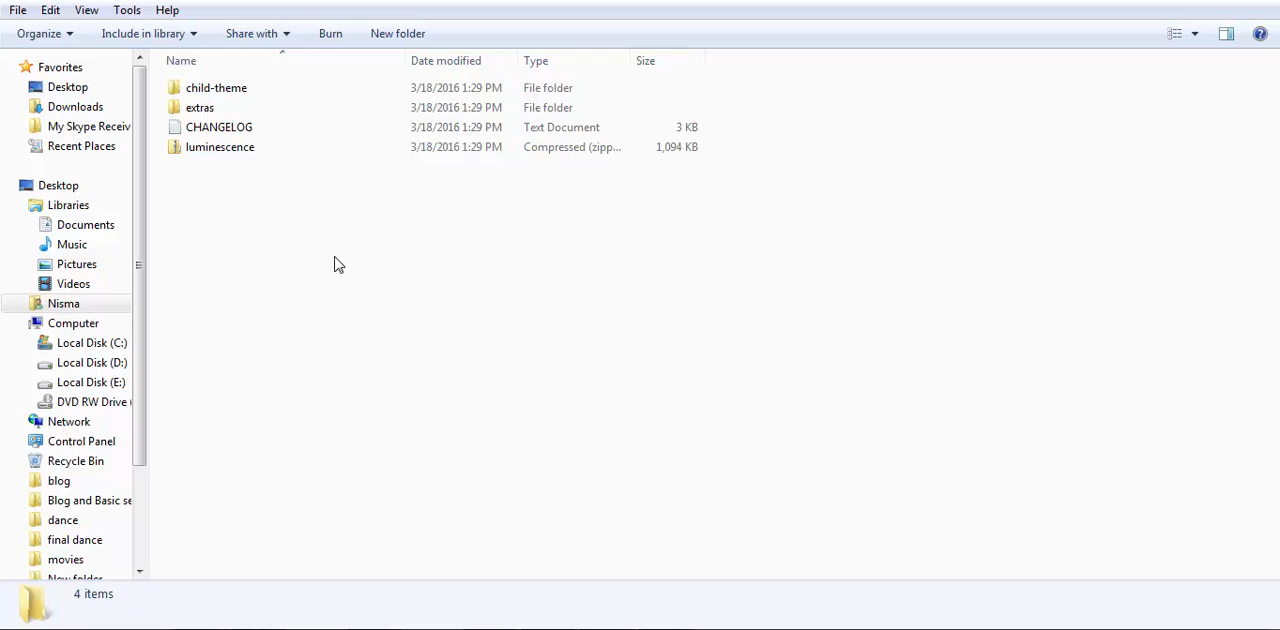 File Edit View Tools Help
Organize Include in library Share with Burn New folder
Name Date modified Type Size
child-theme 3/18/2016 1:29 PM File folder
extras 3/18/2016 1:29 PM File folder
CHANGELOG 3/18/2016 1:29 PM Text Document 3 KB
luminescence 3/18/2016 1:29 PM Compressed (zipp... 1,094 KB
Favorites
Desktop
Downloads
My Skype Receiv
Recent Places
Desktop
Libraries
Documents
Music
Pictures
Videos
Nisma
Computer
Local Disk (C:)
Local Disk (D:)
Local Disk (E:)
DVD RW Drive (
Network
Control Panel
Recycle Bin
blog
Blog and Basic se
dance
final dance
movies
New folder
4 items